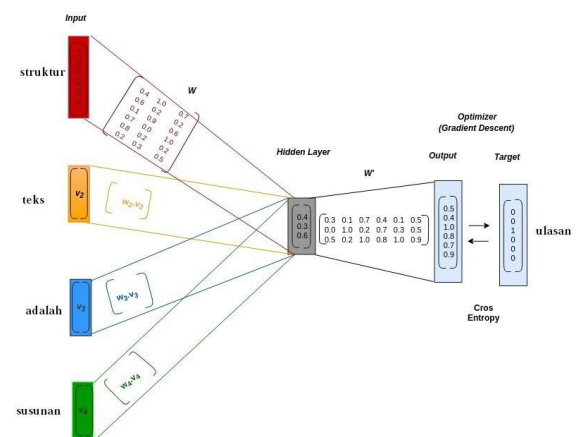 Input
struktur
W
0.4 1.0 0.7
0.6 0.2 0.2
0.1 0.9 0.6
0.7 0.0 1.0
0.8 0.2
0.2 0.3 0.5
Optimizer
(Gradient Descent)
Hidden Layer
W'
Output
Target
teks
v2
w2.v2
0.4
0.3
0.6
0.3 0.1 0.7 0.4 0.1 0.5
0.0 1.0 0.2 0.7 0.3 0.5
0.5 0.2 1.0 0.8 1.0 0.9
0.5
0.4
1.0
0.8
0.7
0.9
0
0
1
0
0
0
ulasan
adalah
v3
w3.v3
Cros
Entropy
susunan
v4
w4.v4